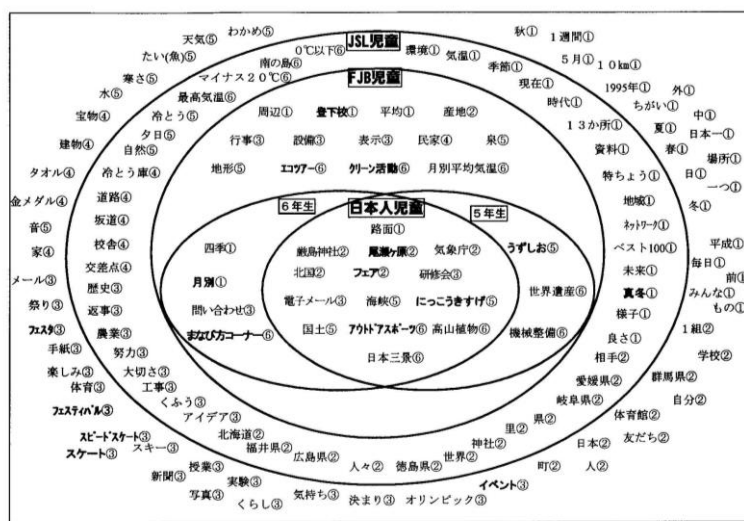 わかめ⑤
秋①
天気⑤
JSL児童
1週間①
0℃以下⑥
環境①
たい(魚)⑤
南の島⑥
気温①
5月①
10km①
寒さ⑤
マイナス20℃⑥
FJB児童
季節①
現在①
1995年①
外①
水⑤
最高気温⑥
時代①
ちがい①
中①
宝物④
冷とう⑤
周辺①
登下校①
平均①
産地②
13か所①
夏①
日本一①
夕日⑤
行事③
設備③
表示③
民家④
泉⑤
資料①
春①
建物④
自然⑤
場所①
タオル④
冷とう庫④
地形⑤
エコツアー⑥
クリーン活動⑥
月別平均気温⑥
特ちょう①
日①
一つ①
金メダル④
道路④
6年生
日本人児童
5年生
地域①
冬①
音⑤
坂道④
路面①
ネットワーク①
家④
校舎④
四季①
厳島神社②
尾瀬ヶ原②
気象庁②
うずしお⑤
ベスト100①
平成①
交差点④
月別①
北国②
フェア②
研修会③
未来①
毎日①
前①
メール③
歴史③
世界遺産⑥
真冬①
みんな①
祭り③
返事③
問い合わせ③
電子メール③
海峡⑤
にっこうきすげ⑤
様子①
もの①
フェスタ③
農業③
まなび方コーナー⑥
国土⑤
アウトドアスポーツ⑥
高山植物⑥
機械整備⑥
良さ①
1組②
手紙③
努力③
日本三景⑥
相手②
学校②
楽しみ③
大切さ③
愛媛県②
群馬県②
体育③
工事③
岐阜県②
自分②
フェスティバル③
くふう③
アイデア③
県②
体育館②
スピードスケート③
北海道②
里②
友だち②
スケート③
スキー③
福井県②
神社②
日本②
広島県②
世界②
新聞③
授業③
人々②
徳島県②
町②
人②
写真③
実験③
イベント③
くらし③
気持ち③
決まり③
オリンピック③